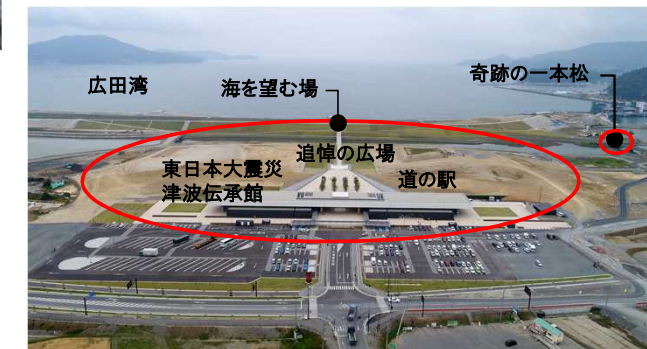 広田湾
海を望む場
奇跡の一本松
追悼の広場
東日本大震災
津波伝承館
道の駅